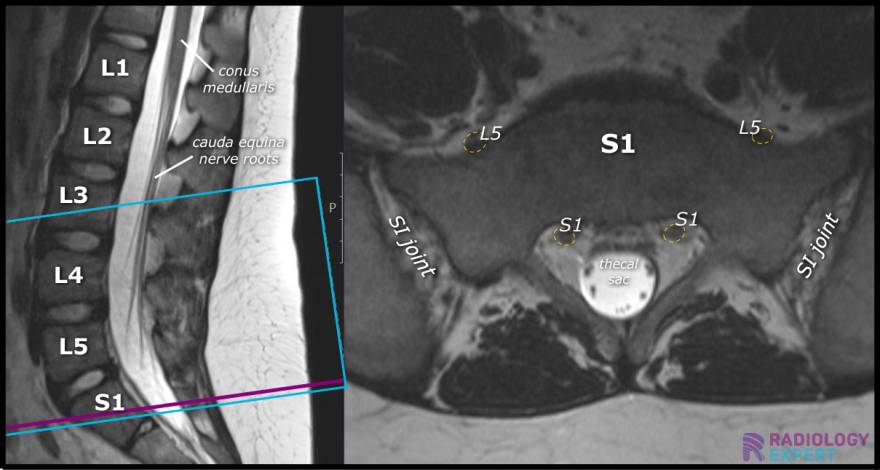 L1
conus
medullaris
L2
cauda equina
nerve roots
L3
P
L4
L5
S1
L5
S1
L5
S1
S1
SI joint
thecal
sac
SI joint
RADIOLOGY
EXPERT